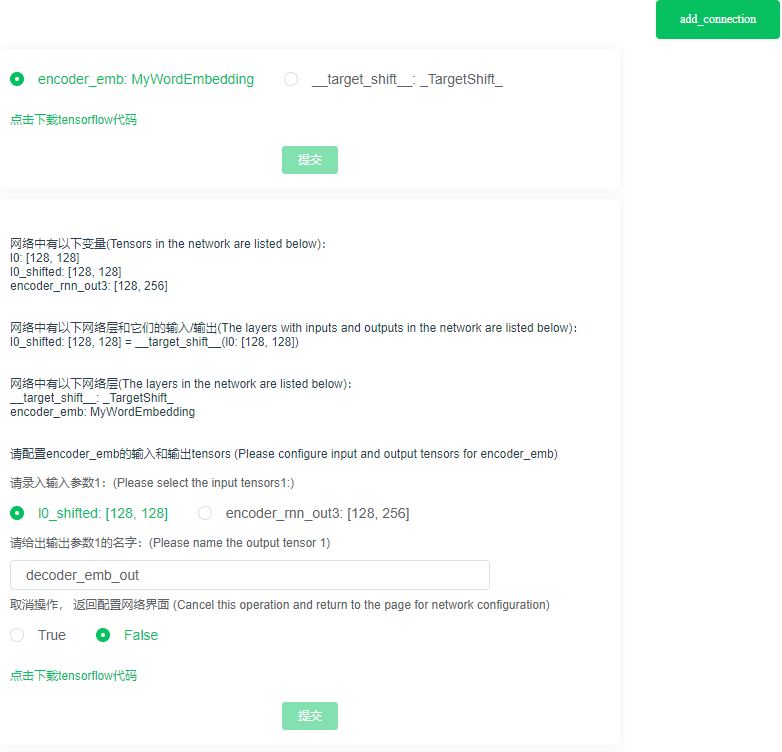 add_connection
encoder_emb: MyWordEmbedding __target_shift__: _TargetShift_
点击下载tensorflow代码
提交
网络中有以下变量(Tensors in the network are listed below)：
l0: [128, 128]
l0_shifted: [128, 128]
encoder_rnn_out3: [128, 256]
网络中有以下网络层和它们的输入/输出(The layers with inputs and outputs in the network are listed below)：
l0_shifted: [128, 128] = __target_shift__(l0: [128, 128])
网络中有以下网络层(The layers in the network are listed below)：
__target_shift__: _TargetShift_
encoder_emb: MyWordEmbedding
请配置encoder_emb的输入和输出tensors (Please configure input and output tensors for encoder_emb)
请录入输入参数1：(Please select the input tensors1:)
l0_shifted: [128, 128] encoder_rnn_out3: [128, 256]
请给出输出参数1的名字：(Please name the output tensor 1)
decoder_emb_out
取消操作， 返回配置网络界面 (Cancel this operation and return to the page for network configuration)
True False
点击下载tensorflow代码
提交